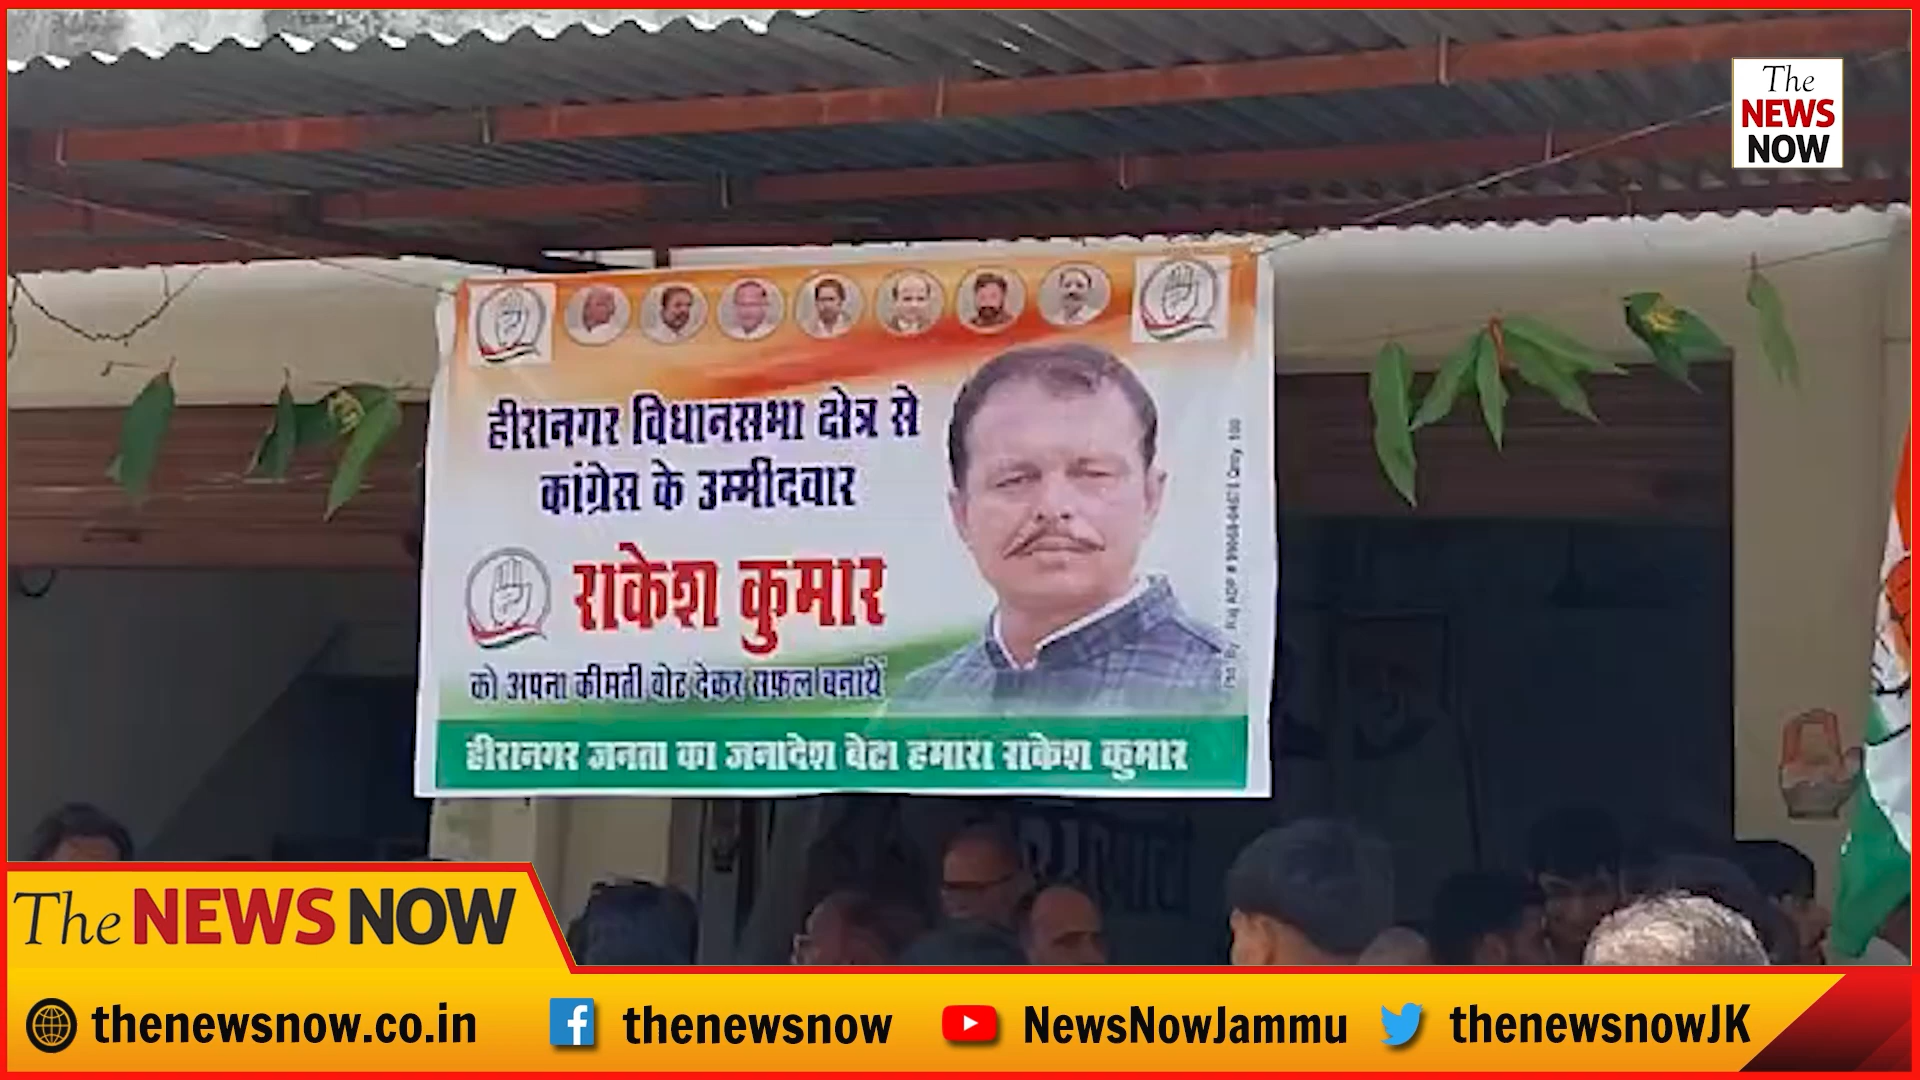 The
NEWS
NOW
हीरानगर विधानसभा क्षेत्र से
कांग्रेस के उम्मीदवार
राकेश कुमार
को अपना कीमती वोट देकर सफल बनायें
हीरानगर जनता का जनादेश बेटा हमारा राकेश कुमार
The NEWS NOW
thenewsnow.co.in
thenewsnow
NewsNowJammu
thenewsnowJK